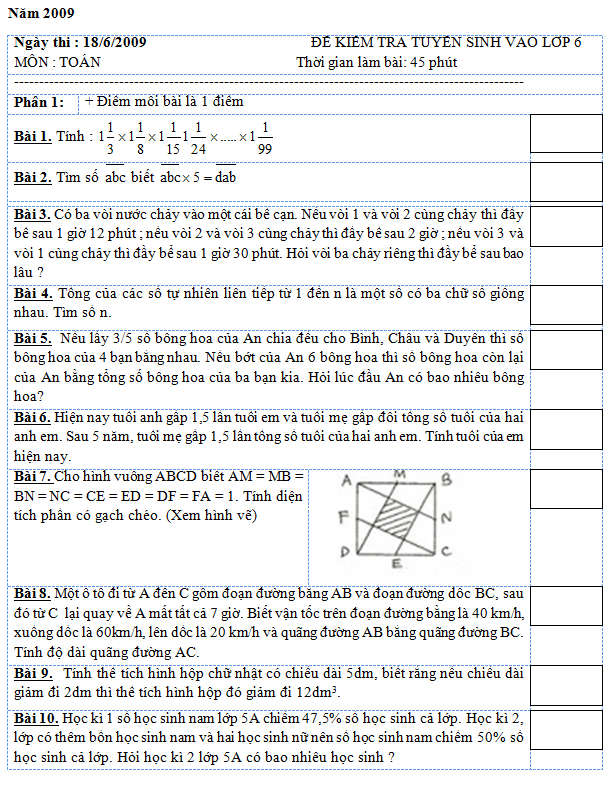 Năm 2009
Ngày thi : 18/6/2009 ĐỀ KIỂM TRA TUYỂN SINH VÀO LỚP 6
MÔN : TOÁN Thời gian làm bài: 45 phút
Phần 1: + Điểm mỗi bài là 1 điểm
Bài 1. Tính : 1 1/3 × 1 1/8 × 1 1/15 1 1/24 × ..... × 1 1/99
Bài 2. Tìm số abc biết abc × 5 = dab
Bài 3. Có ba vòi nước chảy vào một cái bể cạn. Nếu vòi 1 và vòi 2 cùng chảy thì đầy
bể sau 1 giờ 12 phút ; nếu vòi 2 và vòi 3 cùng chảy thì đầy bể sau 2 giờ ; nếu vòi 3 và
vòi 1 cùng chảy thì đầy bể sau 1 giờ 30 phút. Hỏi vòi ba chảy riêng thì đầy bể sau bao
lâu ?
Bài 4. Tổng của các số tự nhiên liên tiếp từ 1 đến n là một số có ba chữ số giống
nhau. Tìm số n.
Bài 5. Nếu lấy 3/5 số bông hoa của An chia đều cho Bình, Châu và Duyên thì số
bông hoa của 4 bạn bằng nhau. Nếu bớt của An 6 bông hoa thì số bông hoa còn lại
của An bằng tổng số bông hoa của ba bạn kia. Hỏi lúc đầu An có bao nhiêu bông
hoa?
Bài 6. Hiện nay tuổi anh gấp 1,5 lần tuổi em và tuổi mẹ gấp đôi tổng số tuổi của hai
anh em. Sau 5 năm, tuổi mẹ gấp 1,5 lần tổng số tuổi của hai anh em. Tính tuổi của em
hiện nay.
Bài 7. Cho hình vuông ABCD biết AM = MB =
BN = NC = CE = ED = DF = FA = 1. Tính diện
tích phần có gạch chéo. (Xem hình vẽ)
A M B
F N
D E C
Bài 8. Một ô tô đi từ A đến C gồm đoạn đường bằng AB và đoạn đường dốc BC, sau
đó từ C lại quay về A mất tất cả 7 giờ. Biết vận tốc trên đoạn đường bằng là 40 km/h,
xuống dốc là 60km/h, lên dốc là 20 km/h và quãng đường AB bằng quãng đường BC.
Tính độ dài quãng đường AC.
Bài 9. Tính thể tích hình hộp chữ nhật có chiều dài 5dm, biết rằng nếu chiều dài
giảm đi 2dm thì thể tích hình hộp đó giảm đi 12dm³.
Bài 10. Học kì 1 số học sinh nam lớp 5A chiếm 47,5% số học sinh cả lớp. Học kì 2,
lớp có thêm bốn học sinh nam và hai học sinh nữ nên số học sinh nam chiếm 50% số
học sinh cả lớp. Hỏi học kì 2 lớp 5A có bao nhiêu học sinh ?